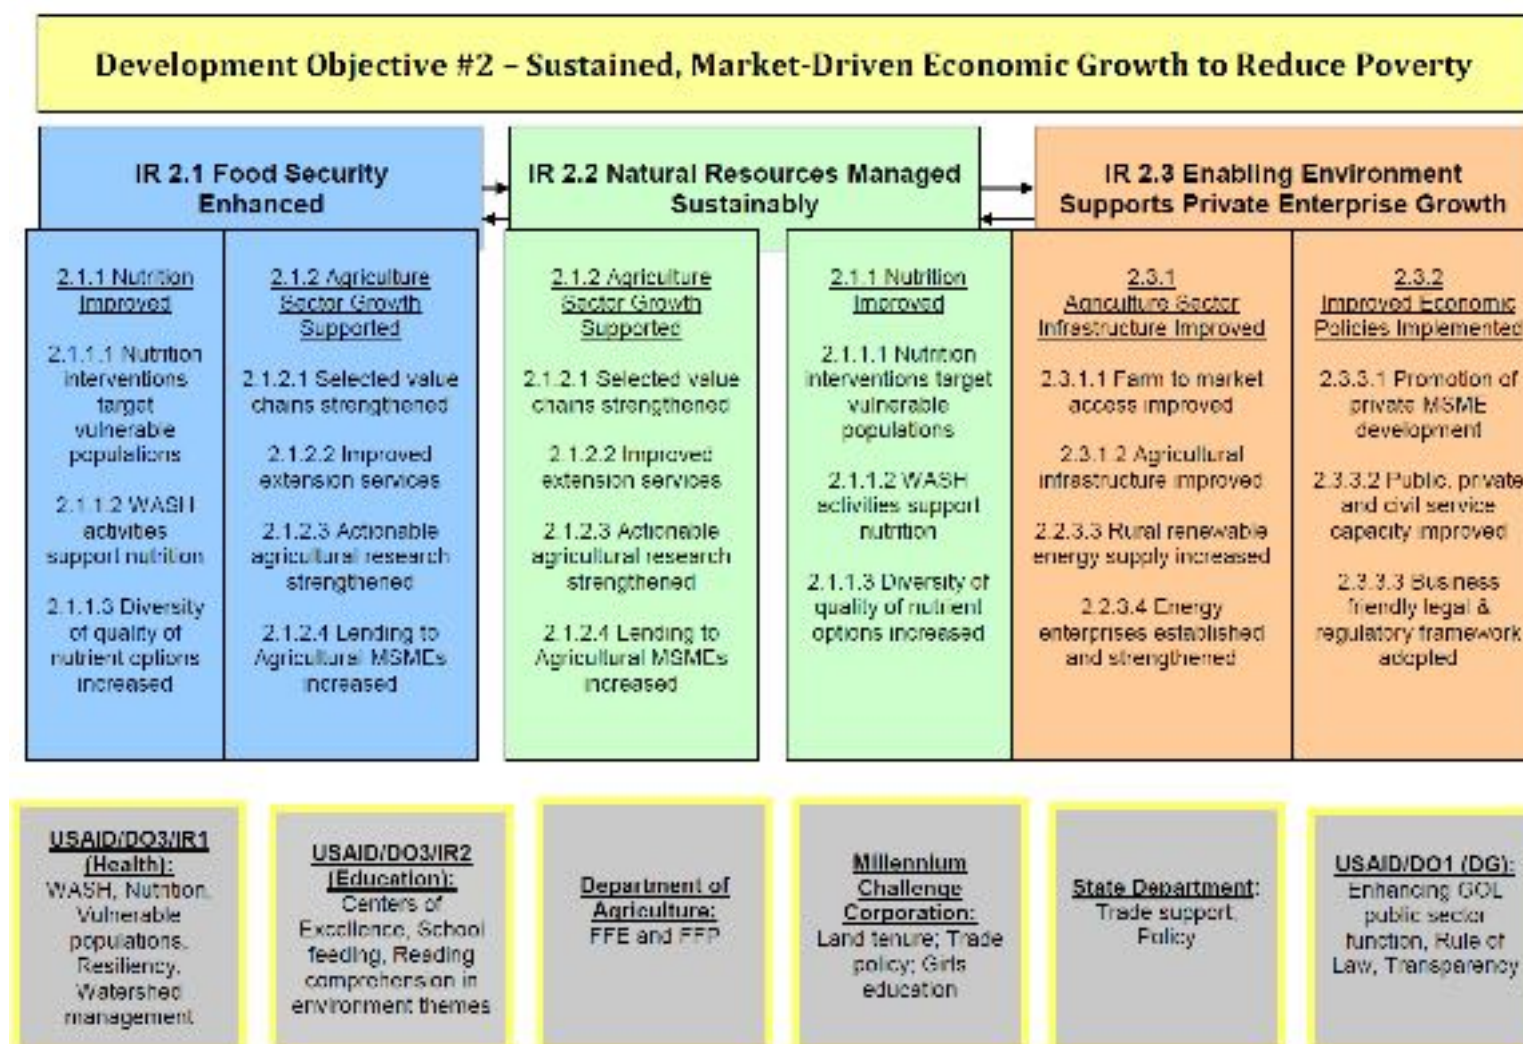 Development Objective #2 – Sustained, Market-Driven Economic Growth to Reduce Poverty
IR 2.1 Food Security
Enhanced
IR 2.2 Natural Resources Managed
Sustainably
IR 2.3 Enabling Environment
Supports Private Enterprise Growth
2.1.1 Nutrition
Improved
2.1.1.1 Nutrition
interventions
target
vulnerable
populations
2.1.1.2 WASH
activities
support nutrition
2.1.1.3 Diversity
of quality of
nutrient options
increased
2.1.2 Agriculture
Sector Growth
Supported
2.1.2.1 Selected value
chains strengthened
2.1.2.2 Improved
extension services
2.1.2.3 Actionable
agricultural research
strengthened
2.1.2.4 Lending to
Agricultural MSMEs
increased
2.1.2 Agriculture
Sector Growth
Supported
2.1.2.1 Selected value
chains strengthened
2.1.2.2 Improved
extension services
2.1.2.3 Actionable
agricultural research
strengthened
2.1.2.4 Lending to
Agricultural MSMEs
increased
2.1.1 Nutrition
Improved
2.1.1.1 Nutrition
interventions target
vulnerable
populations
2.1.1.2 WASH
activities support
nutrition
2.1.1.3 Diversity of
quality of nutrient
options increased
2.3.1
Agriculture Sector
Infrastructure Improved
2.3.1.1 Farm to market
access improved
2.3.1.2 Agricultural
infrastructure improved
2.2.3.3 Rural renewable
energy supply increased
2.2.3.4 Energy
enterprises established
and strengthened
2.3.2
Improved Economic
Policies Implemented
2.3.3.1 Promotion of
private MSME
development
2.3.3.2 Public, private
and civil service
capacity improved
2.3.3.3 Business
friendly legal &
regulatory framework
adopted
USAID/DO3/IR1
(Health):
WASH, Nutrition,
Vulnerable
populations,
Resiliency,
Watershed
management
USAID/DO3/IR2
(Education):
Centers of
Excellence, School
feeding, Reading
comprehension in
environment themes
Department of
Agriculture:
FFE and FFP
Millennium
Challenge
Corporation:
Land tenure; Trade
policy; Girls
education
State Department:
Trade support,
Policy
USAID/DO1 (DG):
Enhancing GOL
public sector
function, Rule of
Law, Transparency